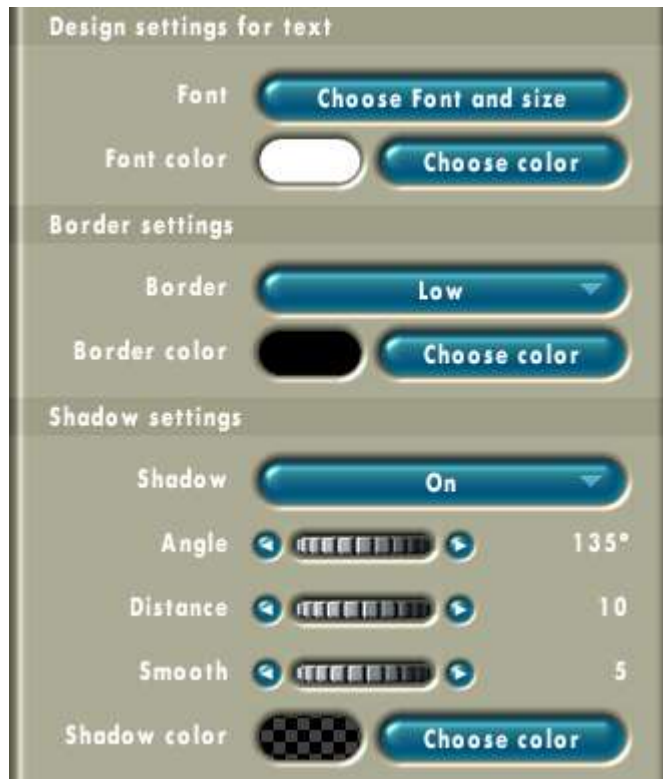 Design settings for text
Font Choose Font and size
Font color Choose color
Border settings
Border Low
Border color Choose color
Shadow settings
Shadow On
Angle 135°
Distance 10
Smooth 5
Shadow color Choose color